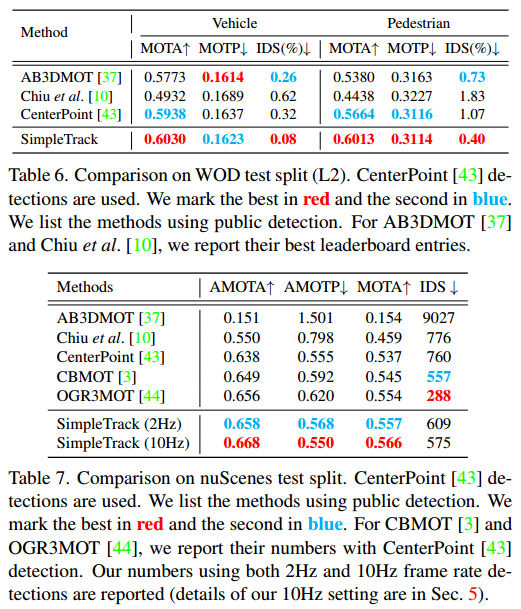 Method Vehicle Pedestrian
MOTA↑ MOTP↓ IDS(%)↓ MOTA↑ MOTP↓ IDS(%)↓
AB3DMOT [37] 0.5773 0.1614 0.26 0.5380 0.3163 0.73
Chiu et al. [10] 0.4932 0.1689 0.62 0.4438 0.3227 1.83
CenterPoint [43] 0.5938 0.1637 0.32 0.5664 0.3116 1.07
SimpleTrack 0.6030 0.1623 0.08 0.6013 0.3114 0.40
Table 6. Comparison on WOD test split (L2). CenterPoint [43] de-
tections are used. We mark the best in red and the second in blue.
We list the methods using public detection. For AB3DMOT [37]
and Chiu et al. [10], we report their best leaderboard entries.
Methods AMOTA↑ AMOTP↓ MOTA↑ IDS ↓
AB3DMOT [37] 0.151 1.501 0.154 9027
Chiu et al. [10] 0.550 0.798 0.459 776
CenterPoint [43] 0.638 0.555 0.537 760
CBMOT [3] 0.649 0.592 0.545 557
OGR3MOT [44] 0.656 0.620 0.554 288
SimpleTrack (2Hz) 0.658 0.568 0.557 609
SimpleTrack (10Hz) 0.668 0.550 0.566 575
Table 7. Comparison on nuScenes test split. CenterPoint [43] de-
tections are used. We list the methods using public detection. We
mark the best in red and the second in blue. For CBMOT [3] and
OGR3MOT [44], we report their numbers with CenterPoint [43]
detection. Our numbers using both 2Hz and 10Hz frame rate de-
tections are reported (details of our 10Hz setting are in Sec. 5).